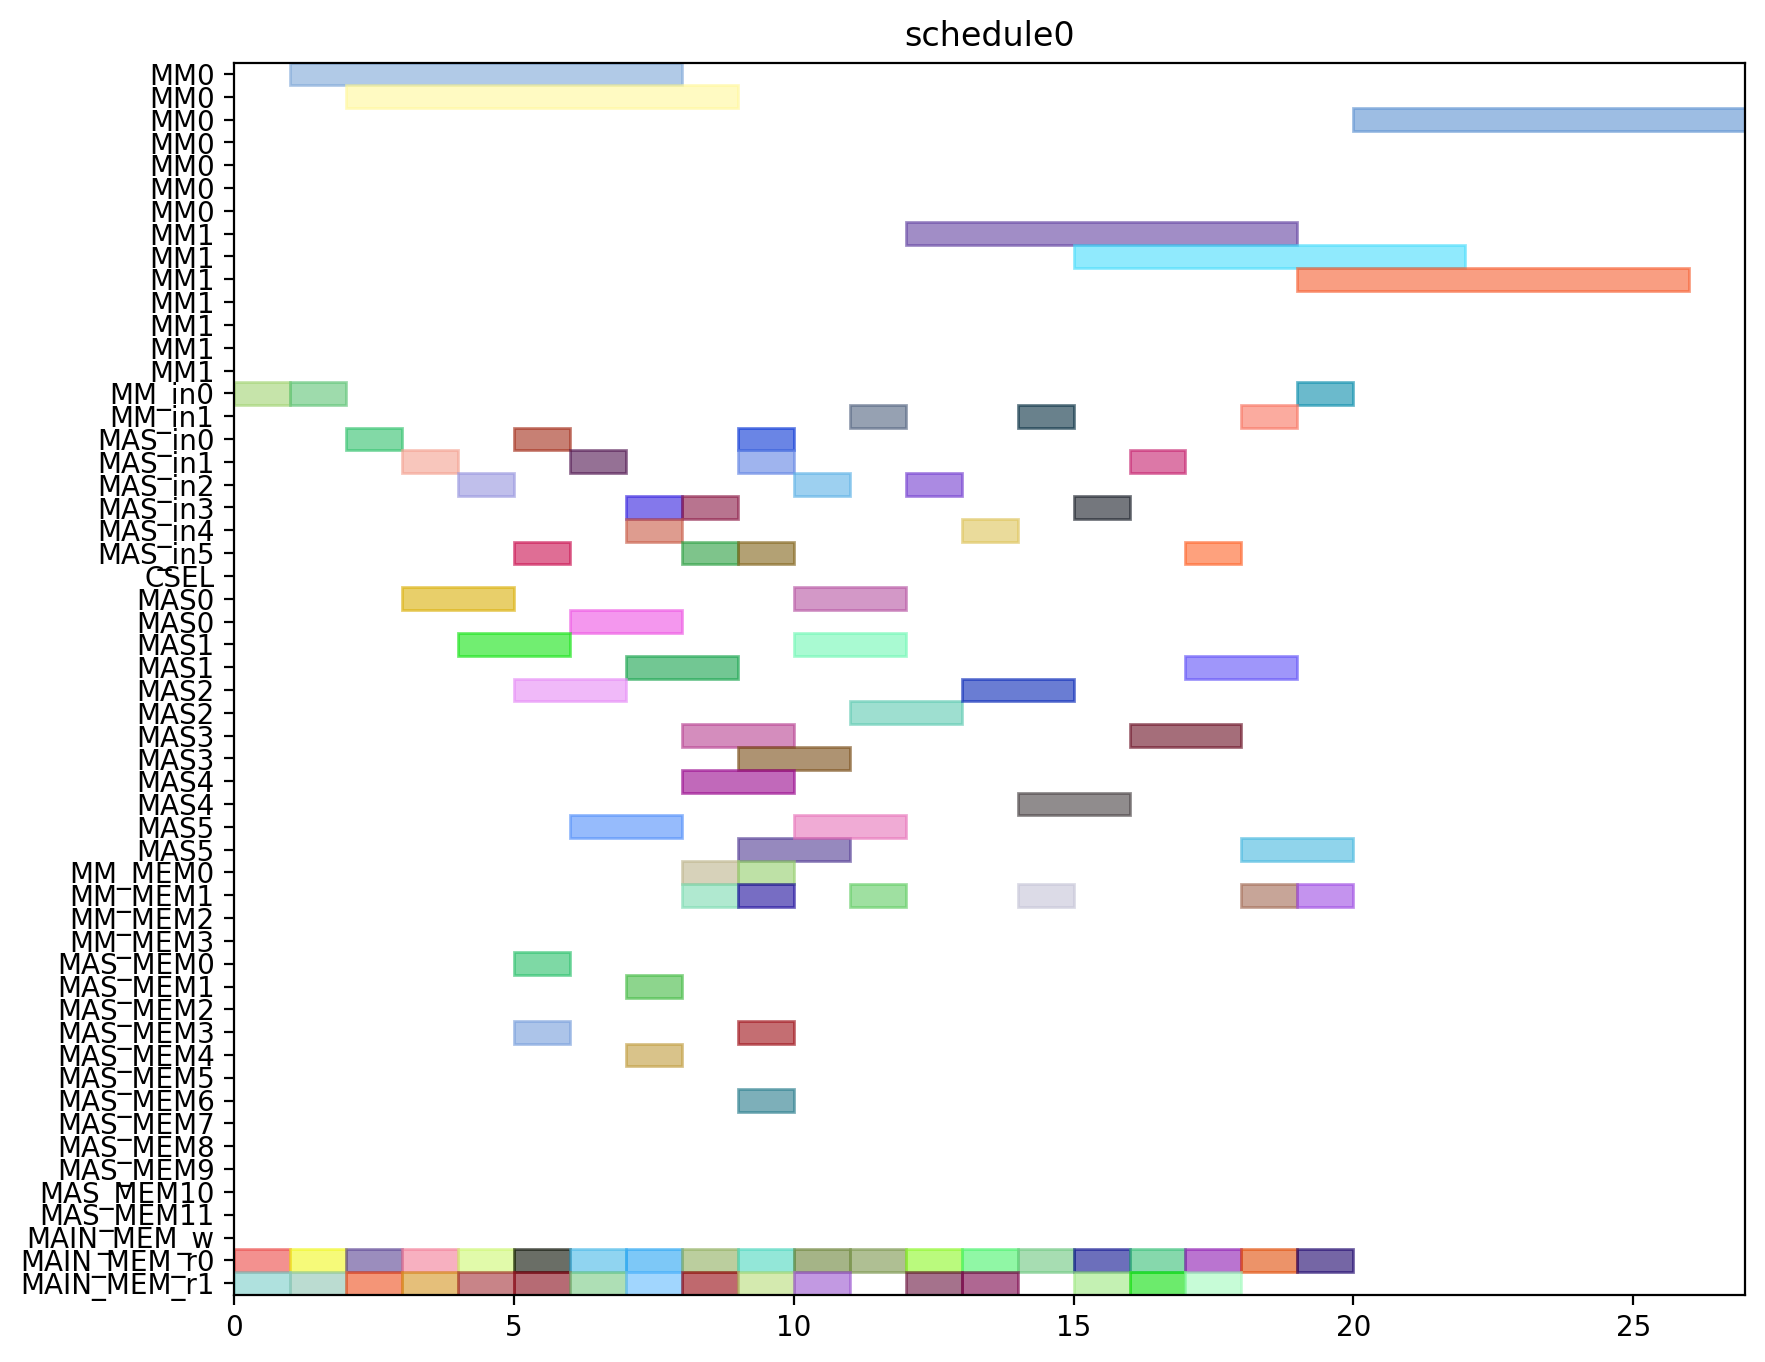 schedule0
MM0
MM0
MM0
MM0
MM0
MM0
MM0
MM1
MM1
MM1
MM1
MM1
MM1
MM1
MM_in0
MM_in1
MAS_in0
MAS_in1
MAS_in2
MAS_in3
MAS_in4
MAS_in5
CSEL
MAS0
MAS0
MAS1
MAS1
MAS2
MAS2
MAS3
MAS3
MAS4
MAS4
MAS5
MAS5
MM_MEM0
MM_MEM1
MM_MEM2
MM_MEM3
MAS_MEM0
MAS_MEM1
MAS_MEM2
MAS_MEM3
MAS_MEM4
MAS_MEM5
MAS_MEM6
MAS_MEM7
MAS_MEM8
MAS_MEM9
MAS_MEM10
MAS_MEM11
MAIN_MEM_w
MAIN_MEM_r0
MAIN_MEM_r1
0 5 10 15 20 25